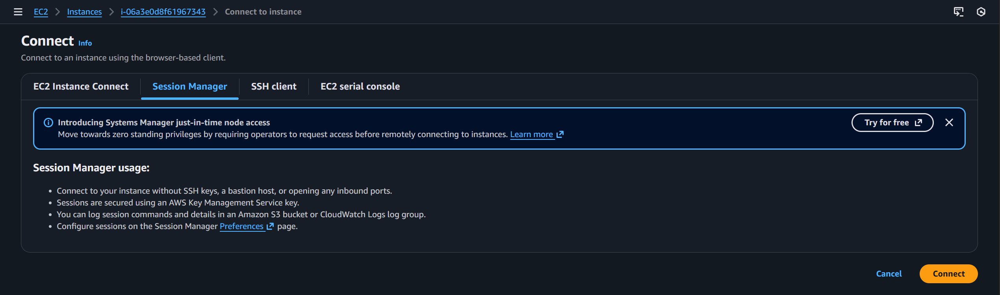 EC2 Instances i-06a3e0d8f61967343 Connect to instance
Connect Info
Connect to an instance using the browser-based client.
EC2 Instance Connect Session Manager SSH client EC2 serial console
Introducing Systems Manager just-in-time node access
Move towards zero standing privileges by requiring operators to request access before remotely connecting to instances. Learn more
Try for free
Session Manager usage:
Connect to your instance without SSH keys, a bastion host, or opening any inbound ports.
Sessions are secured using an AWS Key Management Service key.
You can log session commands and details in an Amazon S3 bucket or CloudWatch Logs log group.
Configure sessions on the Session Manager Preferences page.
Cancel Connect